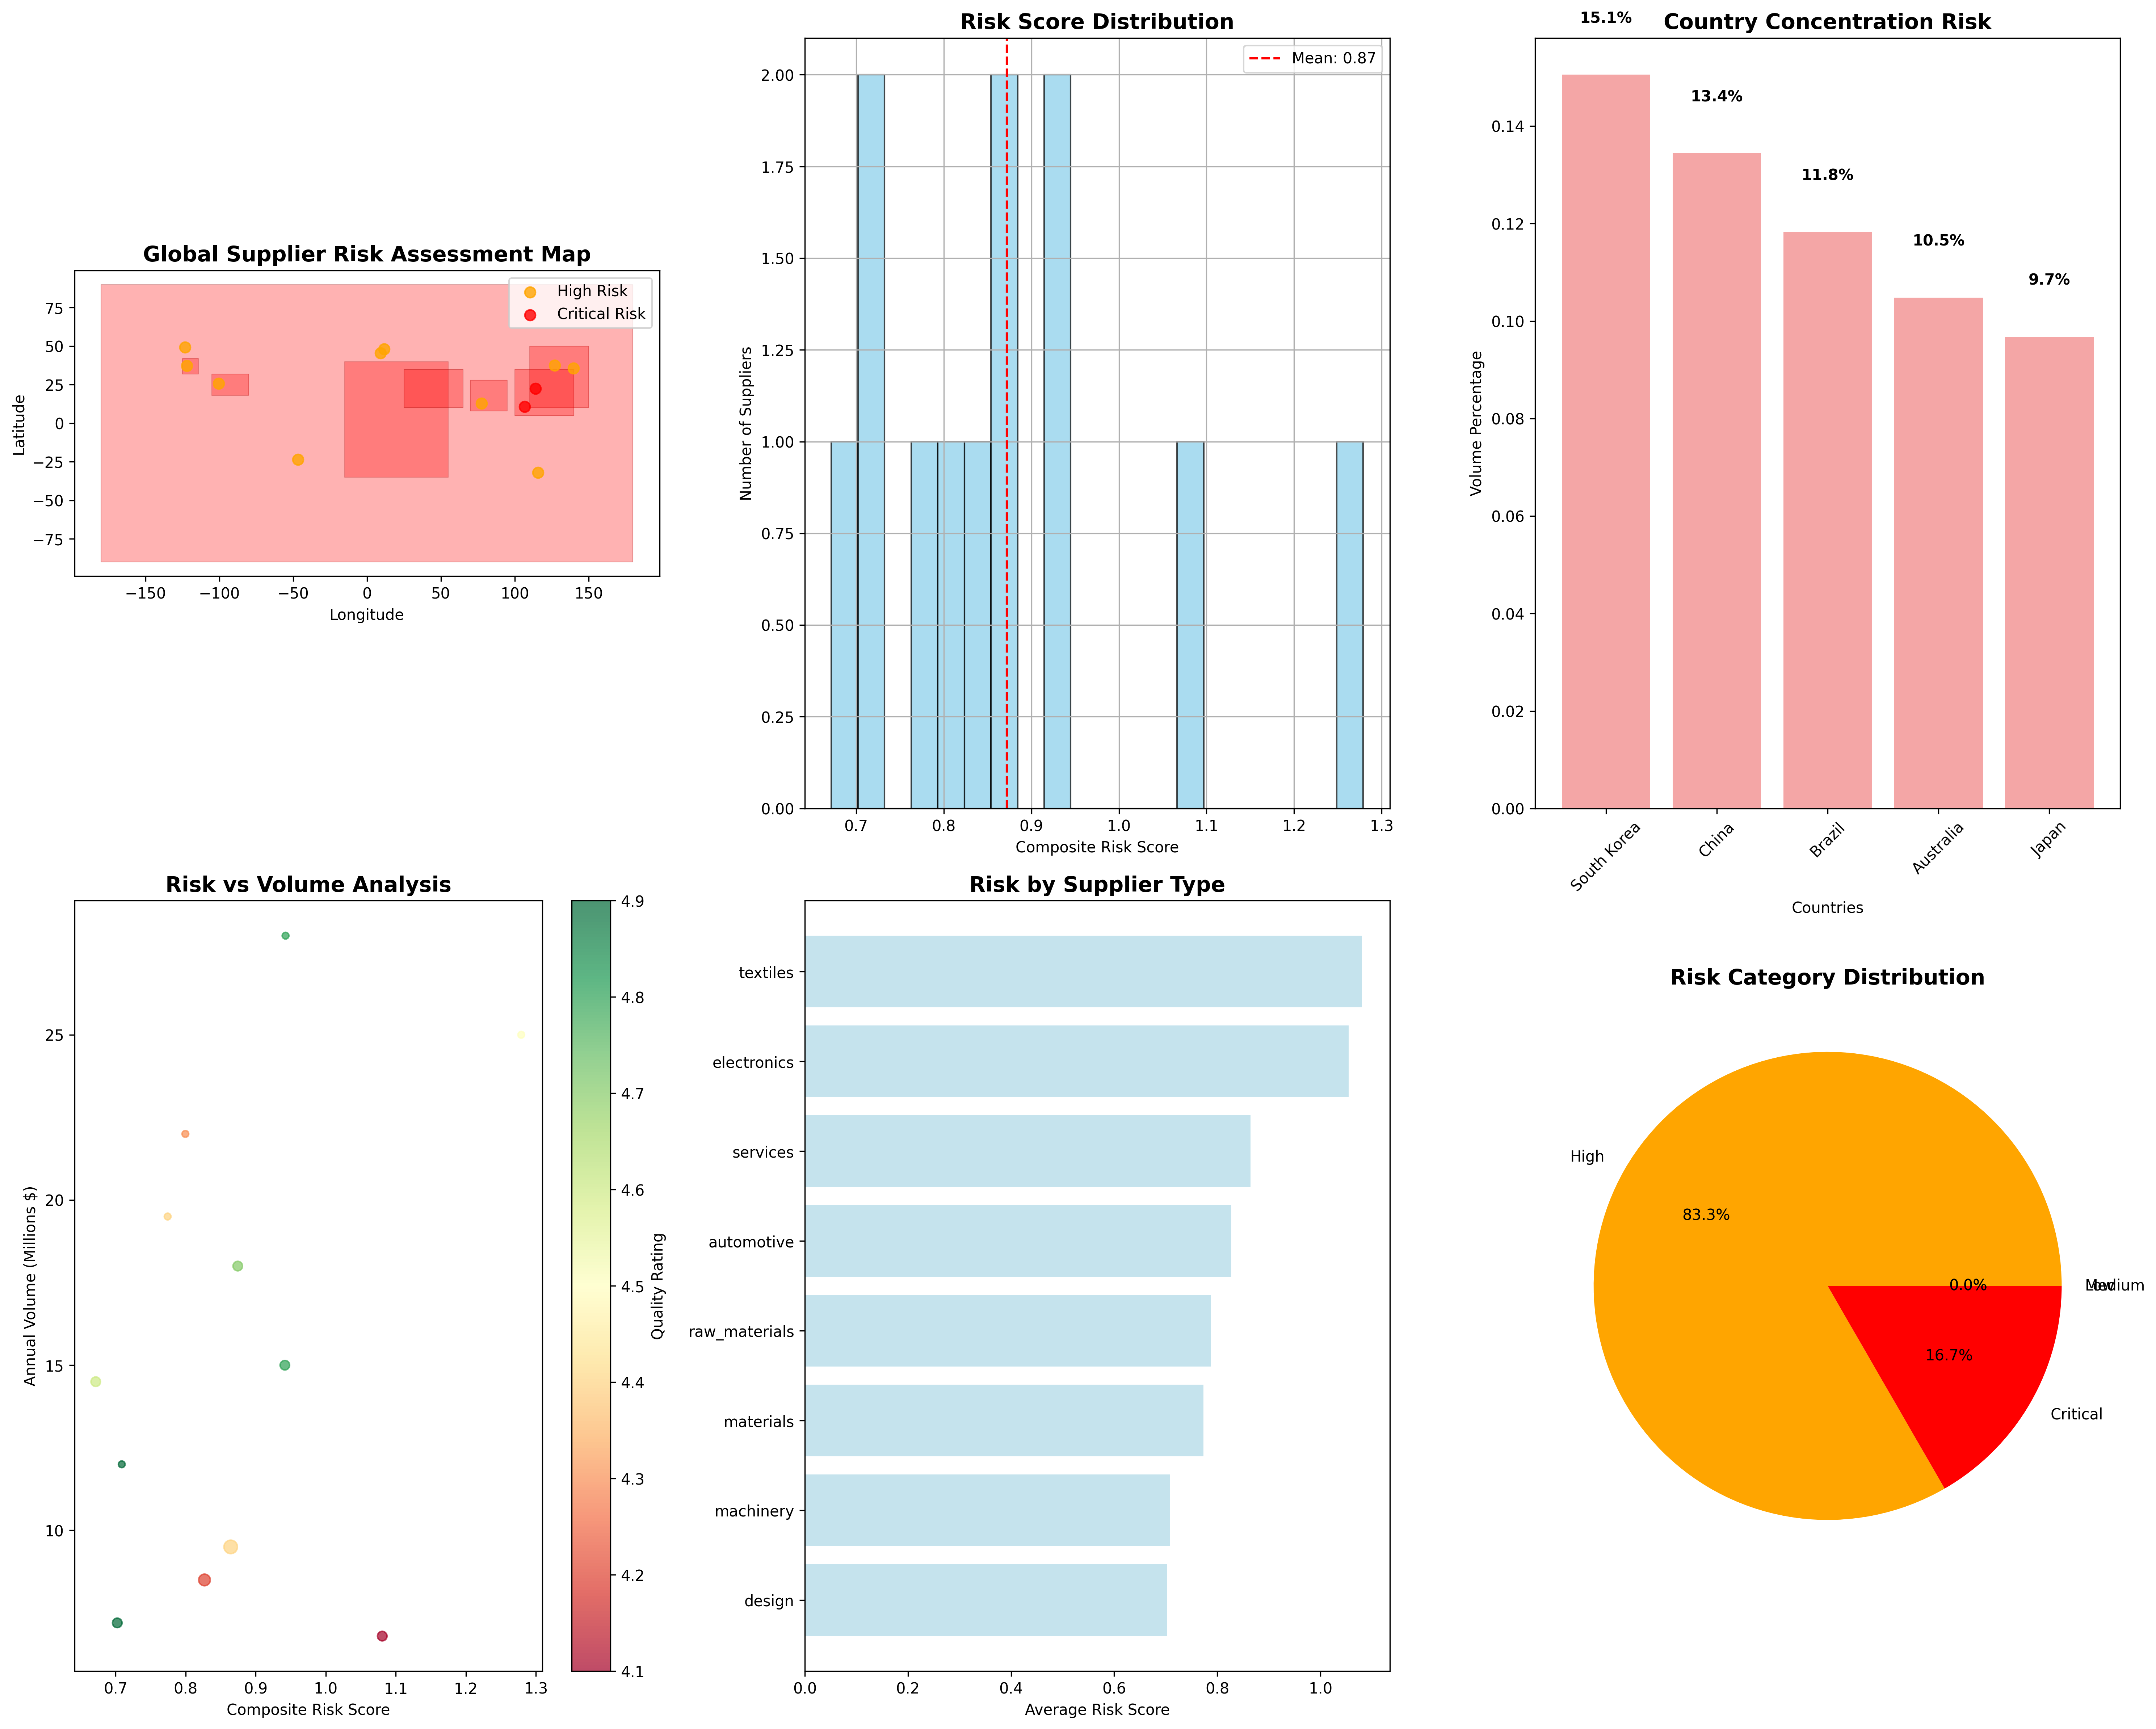 Global Supplier Risk Assessment Map
High Risk
Critical Risk
75
50
25
0
−25
−50
−75
Latitude
−150 −100 −50 0 50 100 150
Longitude
Risk Score Distribution
Mean: 0.87
2.00
1.75
1.50
1.25
1.00
0.75
0.50
0.25
0.00
Number of Suppliers
0.7 0.8 0.9 1.0 1.1 1.2 1.3
Composite Risk Score
Country Concentration Risk
15.1%
13.4%
11.8%
10.5%
9.7%
0.14
0.12
0.10
0.08
0.06
0.04
0.02
0.00
Volume Percentage
South Korea
China
Brazil
Australia
Japan
Countries
Risk vs Volume Analysis
25
20
15
10
Annual Volume (Millions $)
0.7 0.8 0.9 1.0 1.1 1.2 1.3
Composite Risk Score
4.9
4.8
4.7
4.6
4.5
4.4
4.3
4.2
4.1
Quality Rating
Risk by Supplier Type
textiles
electronics
services
automotive
raw_materials
materials
machinery
design
0.0 0.2 0.4 0.6 0.8 1.0
Average Risk Score
Risk Category Distribution
High
83.3%
0.0%
Medium
Low
16.7%
Critical